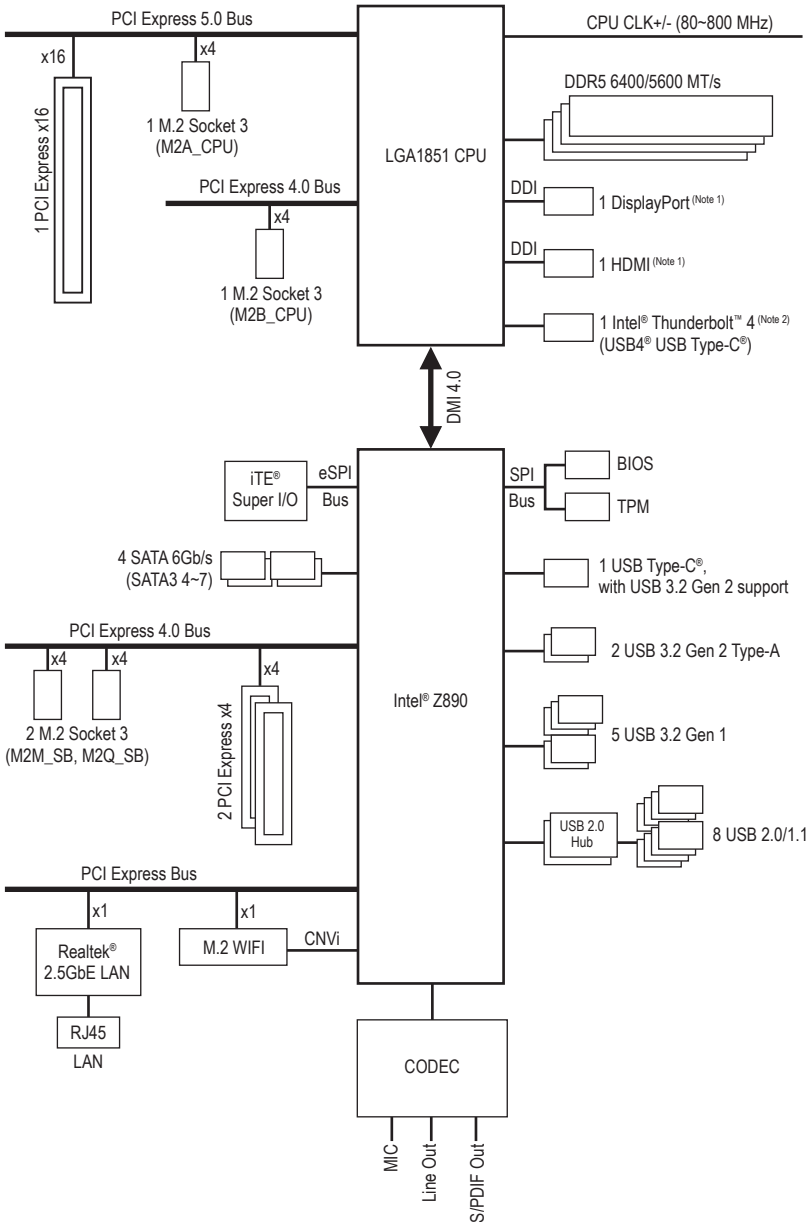 PCI Express 5.0 Bus
CPU CLK+/- (80~800 MHz)
x16
x4
1 PCI Express x16
1 M.2 Socket 3
(M2A_CPU)
LGA1851 CPU
DDR5 6400/5600 MT/s
PCI Express 4.0 Bus
x4
1 M.2 Socket 3
(M2B_CPU)
DDI
1 DisplayPort (Note 1)
DDI
1 HDMI (Note 1)
1 Intel® Thunderbolt™ 4 (Note 2)
(USB4® USB Type-C®)
DMI 4.0
iTE®
Super I/O
eSPI
Bus
SPI
Bus
BIOS
TPM
4 SATA 6Gb/s
(SATA3 4~7)
1 USB Type-C®,
with USB 3.2 Gen 2 support
PCI Express 4.0 Bus
x4
x4
x4
2 M.2 Socket 3
(M2M_SB, M2Q_SB)
2 PCI Express x4
Intel® Z890
2 USB 3.2 Gen 2 Type-A
5 USB 3.2 Gen 1
USB 2.0
Hub
8 USB 2.0/1.1
PCI Express Bus
x1
x1
Realtek®
2.5GbE LAN
M.2 WIFI
CNVi
RJ45
LAN
CODEC
MIC
Line Out
S/PDIF Out